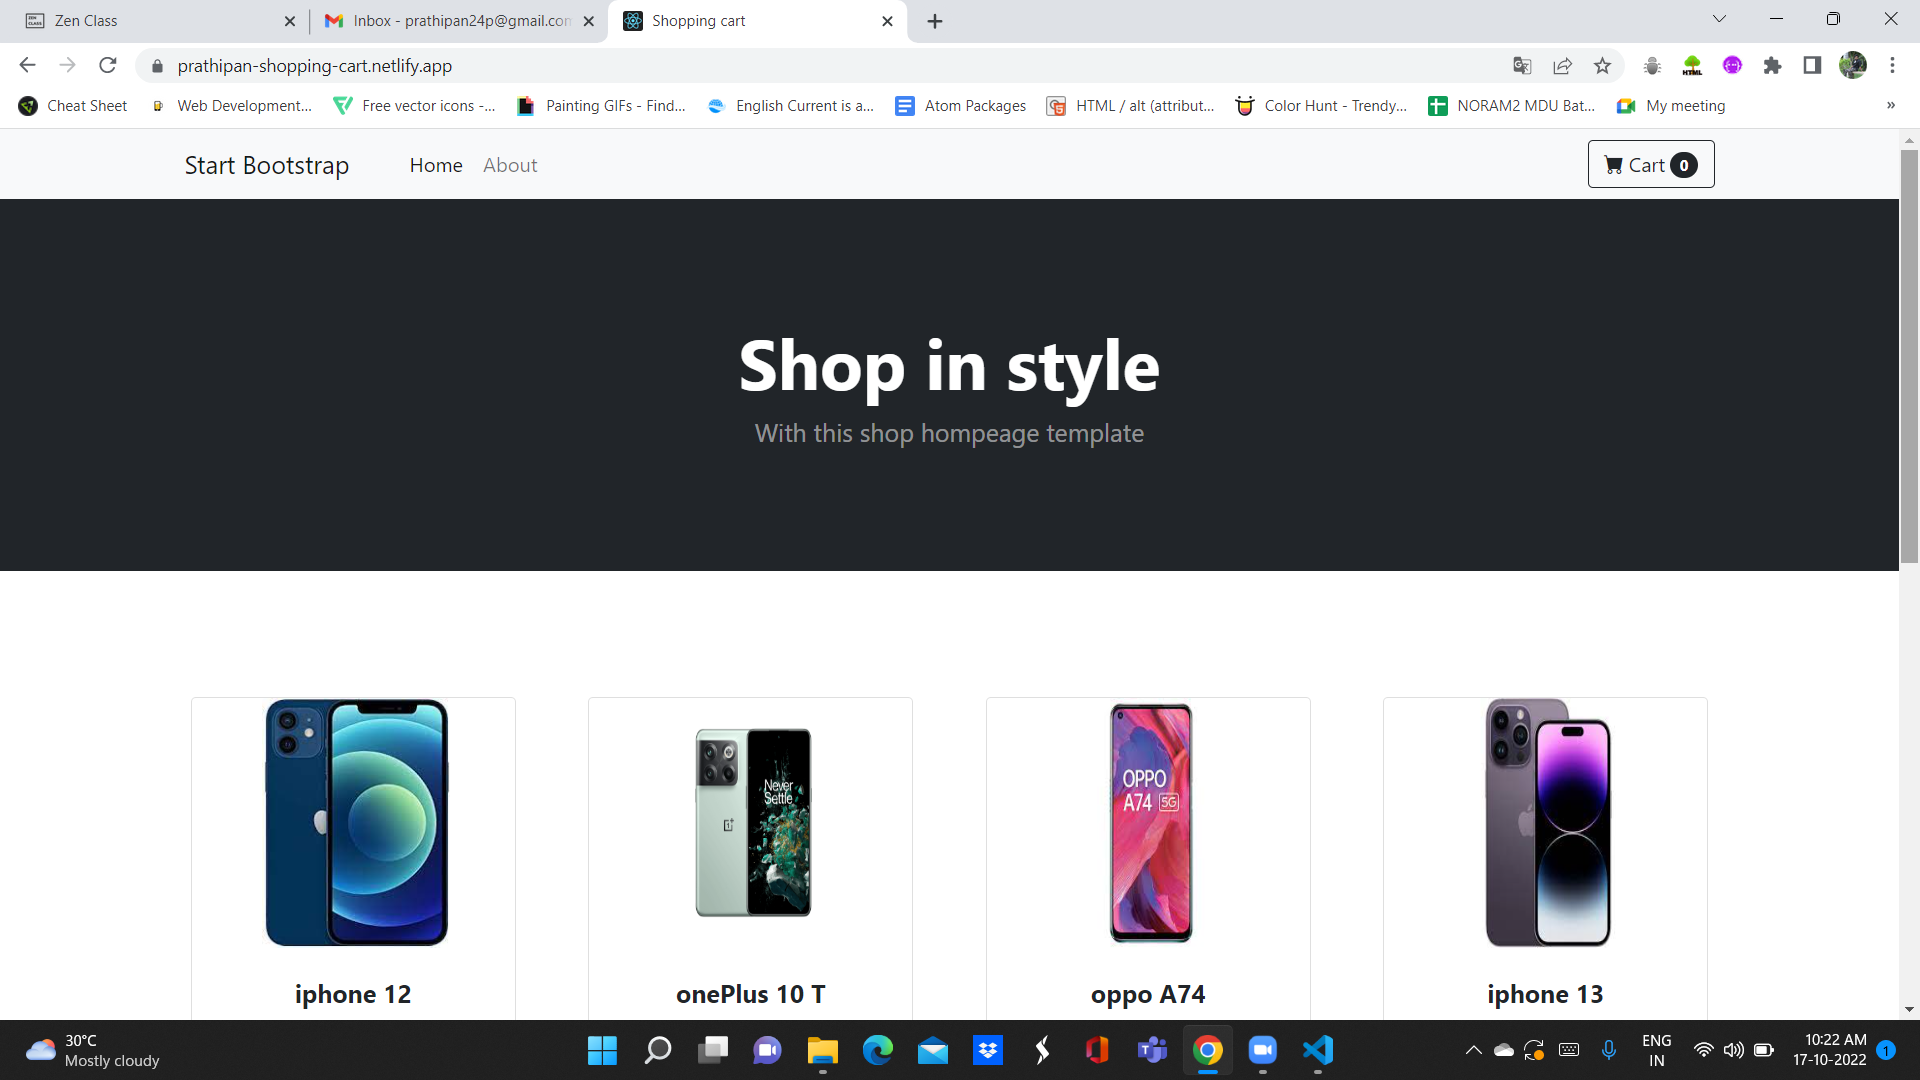 Zen Class
Inbox - prathipan24p@gmail.con
Shopping cart
prathipan-shopping-cart.netlify.app
Cheat Sheet
Web Development...
Free vector icons -...
Painting GIFs - Find...
English Current is a...
Atom Packages
HTML / alt (attribut...
Color Hunt - Trendy...
NORAM2 MDU Bat...
My meeting
»
Start Bootstrap
Home
About
Cart 0
Shop in style
With this shop hompeage template
Never
Settle
OPPO
A74 5G
iphone 12
onePlus 10 T
oppo A74
iphone 13
30°C
Mostly cloudy
ENG
IN
10:22 AM
17-10-2022
1